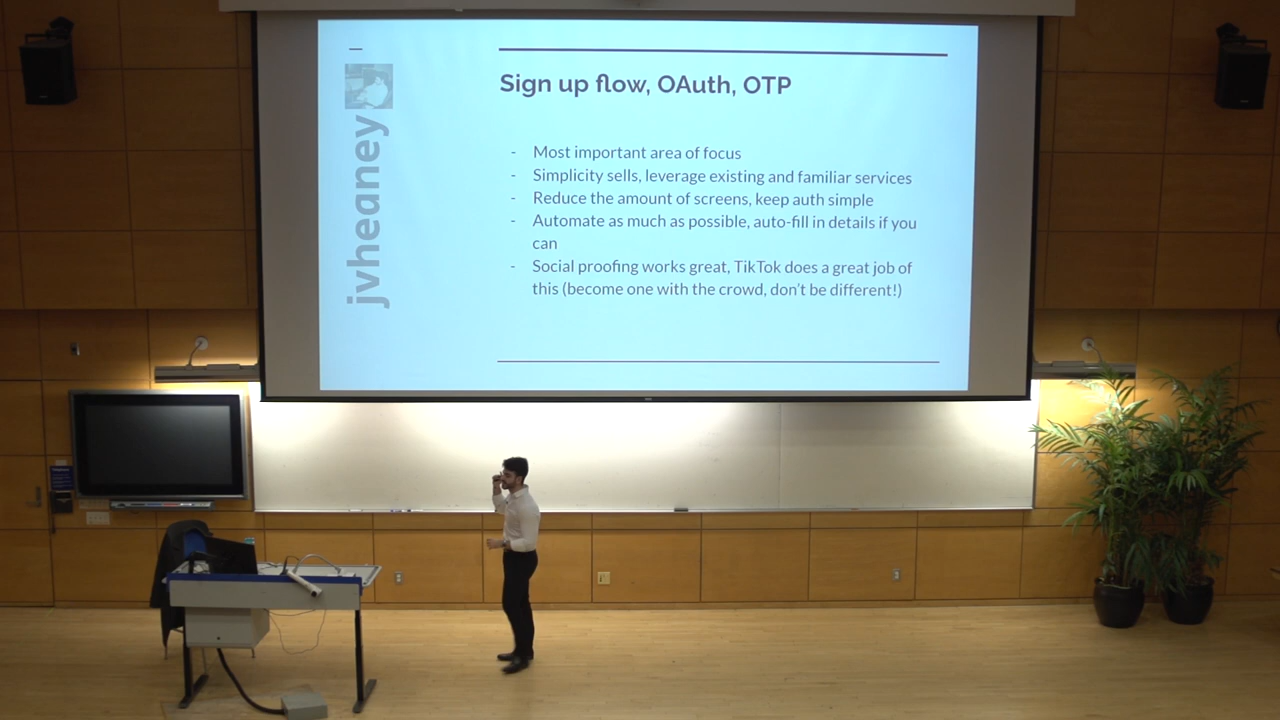 jvheaney
Sign up flow, OAuth, OTP
- Most important area of focus
- Simplicity sells, leverage existing and familiar services
- Reduce the amount of screens, keep auth simple
- Automate as much as possible, auto-fill in details if you
can
- Social proofing works great, TikTok does a great job of
this (become one with the crowd, don't be different!)